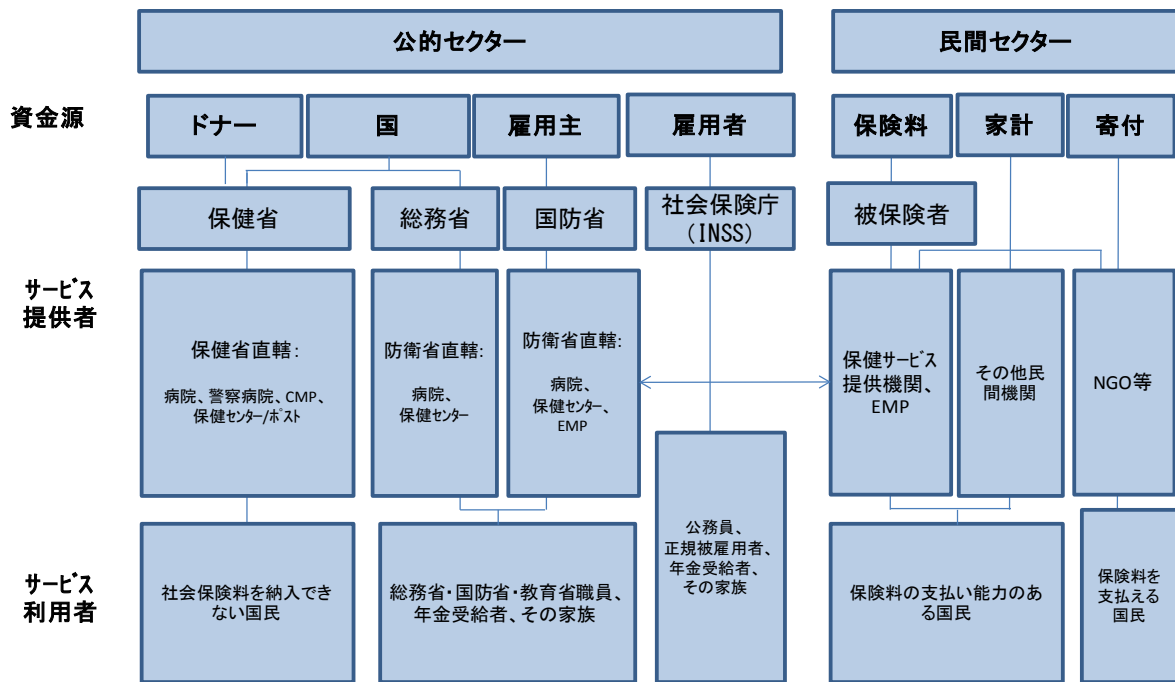 公的セクター
民間セクター
資金源
ドナー
国
雇用主
雇用者
保険料
家計
寄付
保健省
総務省
国防省
社会保険庁
（INSS）
被保険者
サービス
提供者
保健省直轄：
病院、警察病院、CMP、
保健センター/ポスト
防衛省直轄：
病院、
保健センター
防衛省直轄：
病院、
保健センター、
EMP
保健サービス
提供機関、
EMP
その他民
間機関
NGO等
サービス
利用者
社会保険料を納入でき
ない国民
総務省・国防省・教育省職員、
年金受給者、その家族
公務員、
正規被雇用者、
年金受給者、
その家族
保険料の支払い能力のあ
る国民
保険料を
支払える
国民